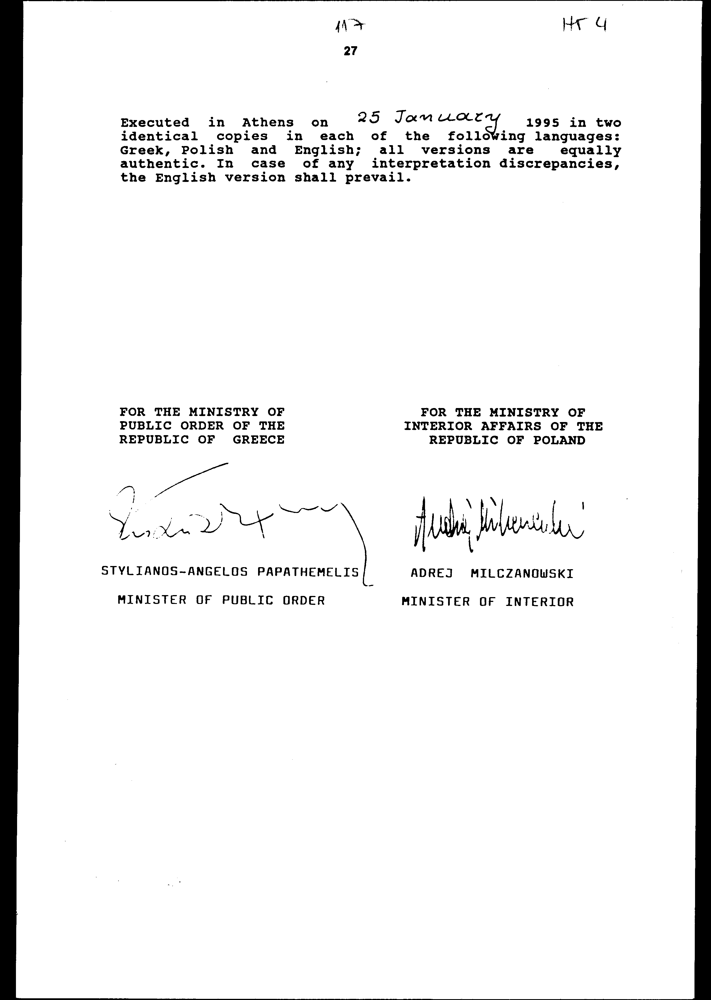 117
HT 4
27
Executed in Athens on 25 January 1995 in two
identical copies in each of the following languages:
Greek, Polish and English; all versions are equally
authentic. In case of any interpretation discrepancies,
the English version shall prevail.
FOR THE MINISTRY OF
PUBLIC ORDER OF THE
REPUBLIC OF GREECE
FOR THE MINISTRY OF
INTERIOR AFFAIRS OF THE
REPUBLIC OF POLAND
STYLIANOS-ANGELOS PAPATHEMELIS
MINISTER OF PUBLIC ORDER
ADREJ MILCZANOWSKI
MINISTER OF INTERIOR